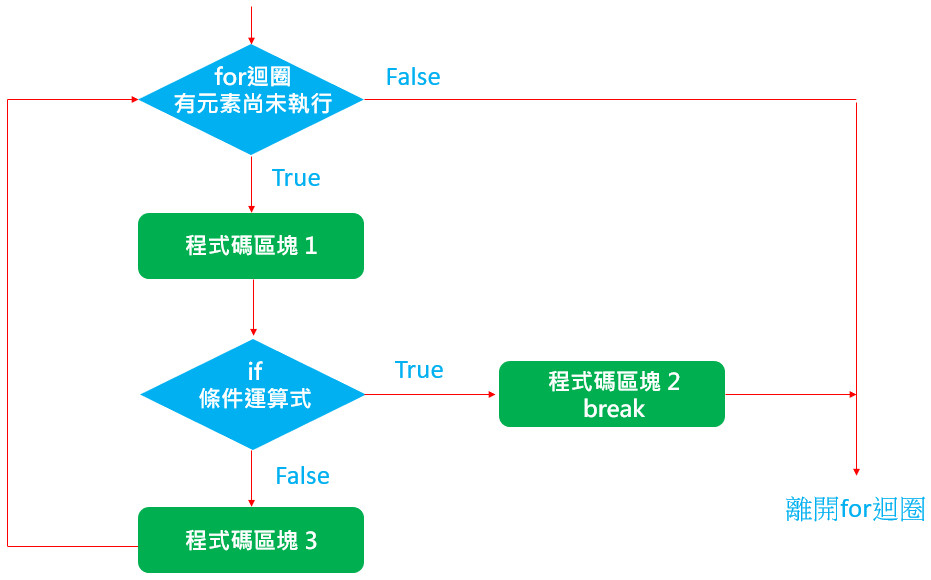 for迴圈
有元素尚未執行
False
True
程式碼區塊 1
if
條件運算式
True
程式碼區塊 2
break
False
程式碼區塊 3
離開for迴圈